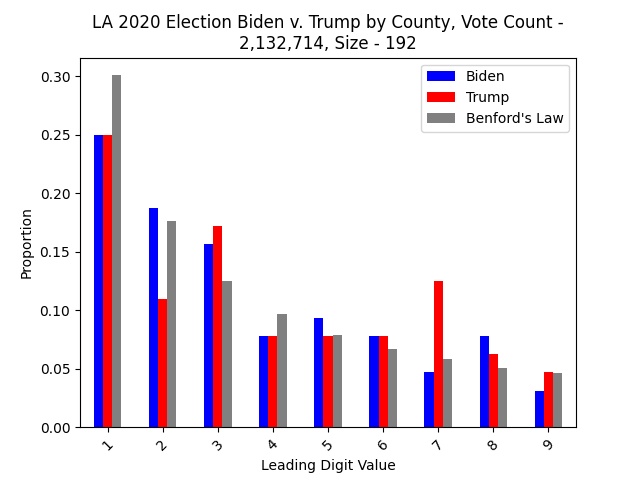 LA 2020 Election Biden v. Trump by County, Vote Count -
2,132,714, Size - 192
Biden
Trump
Benford's Law
Proportion
0.30
0.25
0.20
0.15
0.10
0.05
0.00
1 2 3 4 5 6 7 8 9
Leading Digit Value